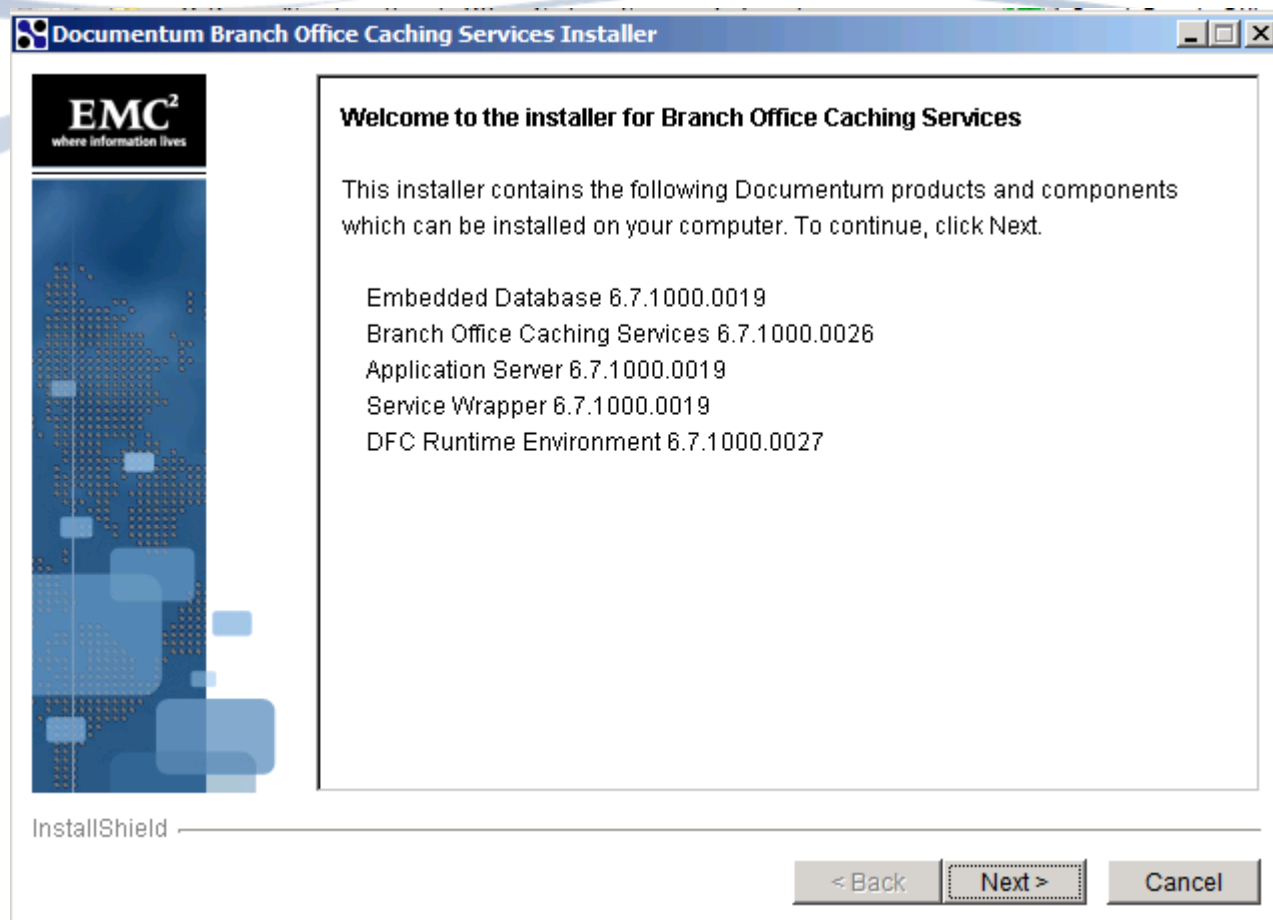 Documentum Branch Office Caching Services Installer
EMC²
where information lives
Welcome to the installer for Branch Office Caching Services
This installer contains the following Documentum products and components
which can be installed on your computer. To continue, click Next.
Embedded Database 6.7.1000.0019
Branch Office Caching Services 6.7.1000.0026
Application Server 6.7.1000.0019
Service Wrapper 6.7.1000.0019
DFC Runtime Environment 6.7.1000.0027
InstallShield
< Back Next > Cancel